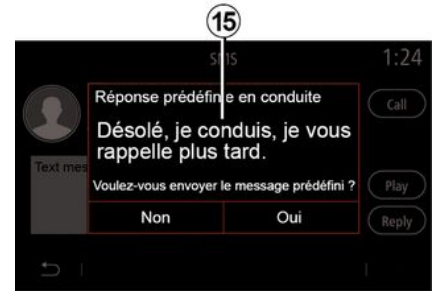 15
SMS
1:24
Réponse prédéfinie en conduite
Call
Désolé, je conduis, je vous
rappelle plus tard.
Text mes
Voulez-vous envoyer le message prédéfini ?
Play
Non
Oui
Reply